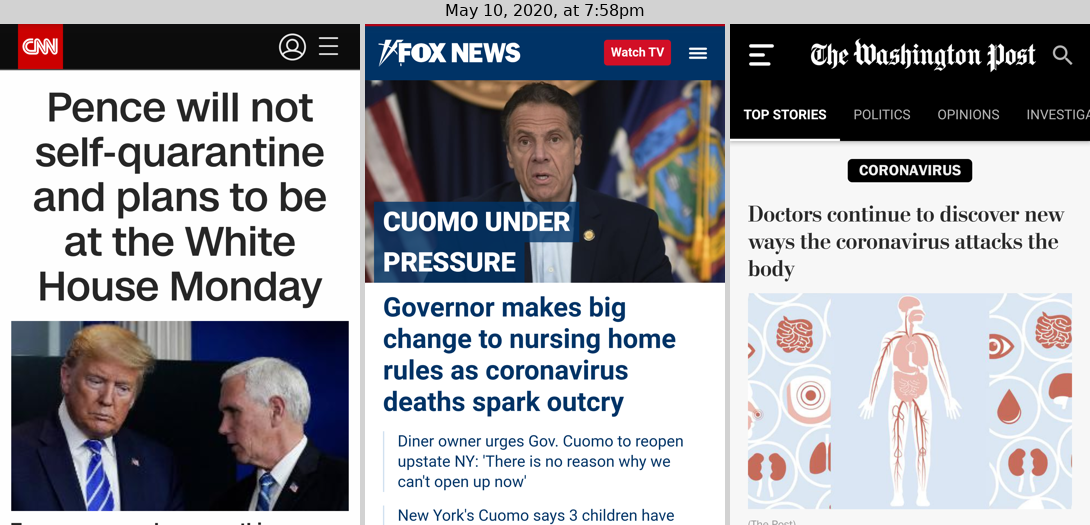 May 10, 2020, at 7:58pm
CNN
Pence will not
self-quarantine
and plans to be
at the White
House Monday
FOX NEWS
Watch TV
CUOMO UNDER
PRESSURE
Governor makes big
change to nursing home
rules as coronavirus
deaths spark outcry
Diner owner urges Gov. Cuomo to reopen
upstate NY: 'There is no reason why we
can't open up now'
New York's Cuomo says 3 children have
The Washington Post
TOP STORIES POLITICS OPINIONS INVESTIGA
CORONAVIRUS
Doctors continue to discover new
ways the coronavirus attacks the
body
(The Post)